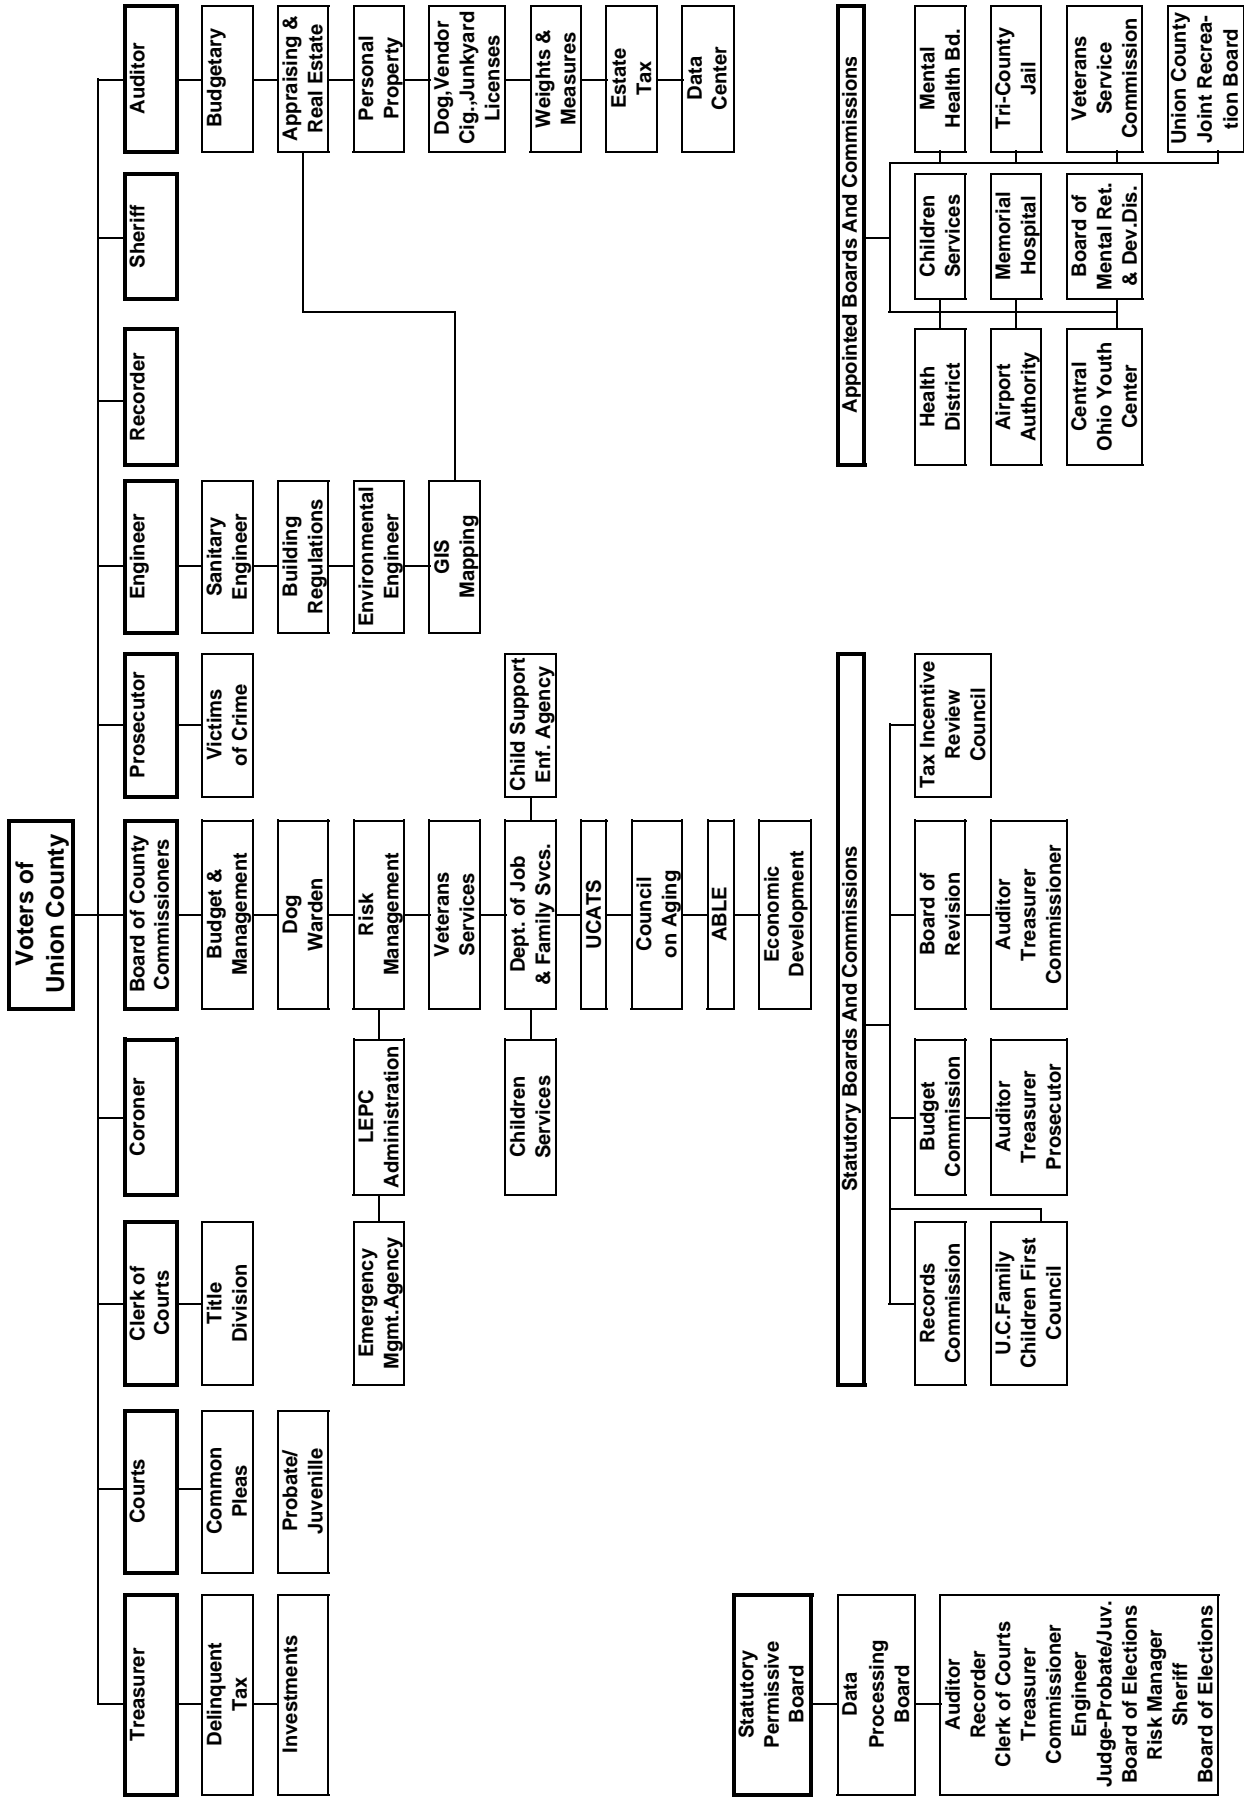 Voters of
Union County
Treasurer
Courts
Clerk of
Courts
Coroner
Board of County
Commissioners
Prosecutor
Engineer
Recorder
Sheriff
Auditor
Delinquent
Tax
Investments
Common
Pleas
Probate/
Juvenille
Title
Division
Budget &
Management
Dog
Warden
Risk
Management
LEPC
Administration
Emergency
Mgmt.Agency
Veterans
Services
Dept. of Job
& Family Svcs.
Children
Services
Child Support
Enf. Agency
UCATS
Council
on Aging
ABLE
Economic
Development
Victims
of Crime
Sanitary
Engineer
Building
Regulations
Environmental
Engineer
GIS
Mapping
Budgetary
Appraising &
Real Estate
Personal
Property
Dog,Vendor
Cig.,Junkyard
Licenses
Weights &
Measures
Estate
Tax
Data
Center
Statutory
Permissive
Board
Data
Processing
Board
Auditor
Recorder
Clerk of Courts
Treasurer
Commissioner
Engineer
Judge-Probate/Juv.
Board of Elections
Risk Manager
Sheriff
Board of Elections
Statutory Boards And Commissions
Records
Commission
U.C.Family
Children First
Council
Budget
Commission
Auditor
Treasurer
Prosecutor
Board of
Revision
Auditor
Treasurer
Commissioner
Tax Incentive
Review
Council
Appointed Boards And Commissions
Health
District
Children
Services
Mental
Health Bd.
Airport
Authority
Memorial
Hospital
Tri-County
Jail
Central
Ohio Youth
Center
Board of
Mental Ret.
& Dev.Dis.
Veterans
Service
Commission
Union County
Joint Recrea-
tion Board